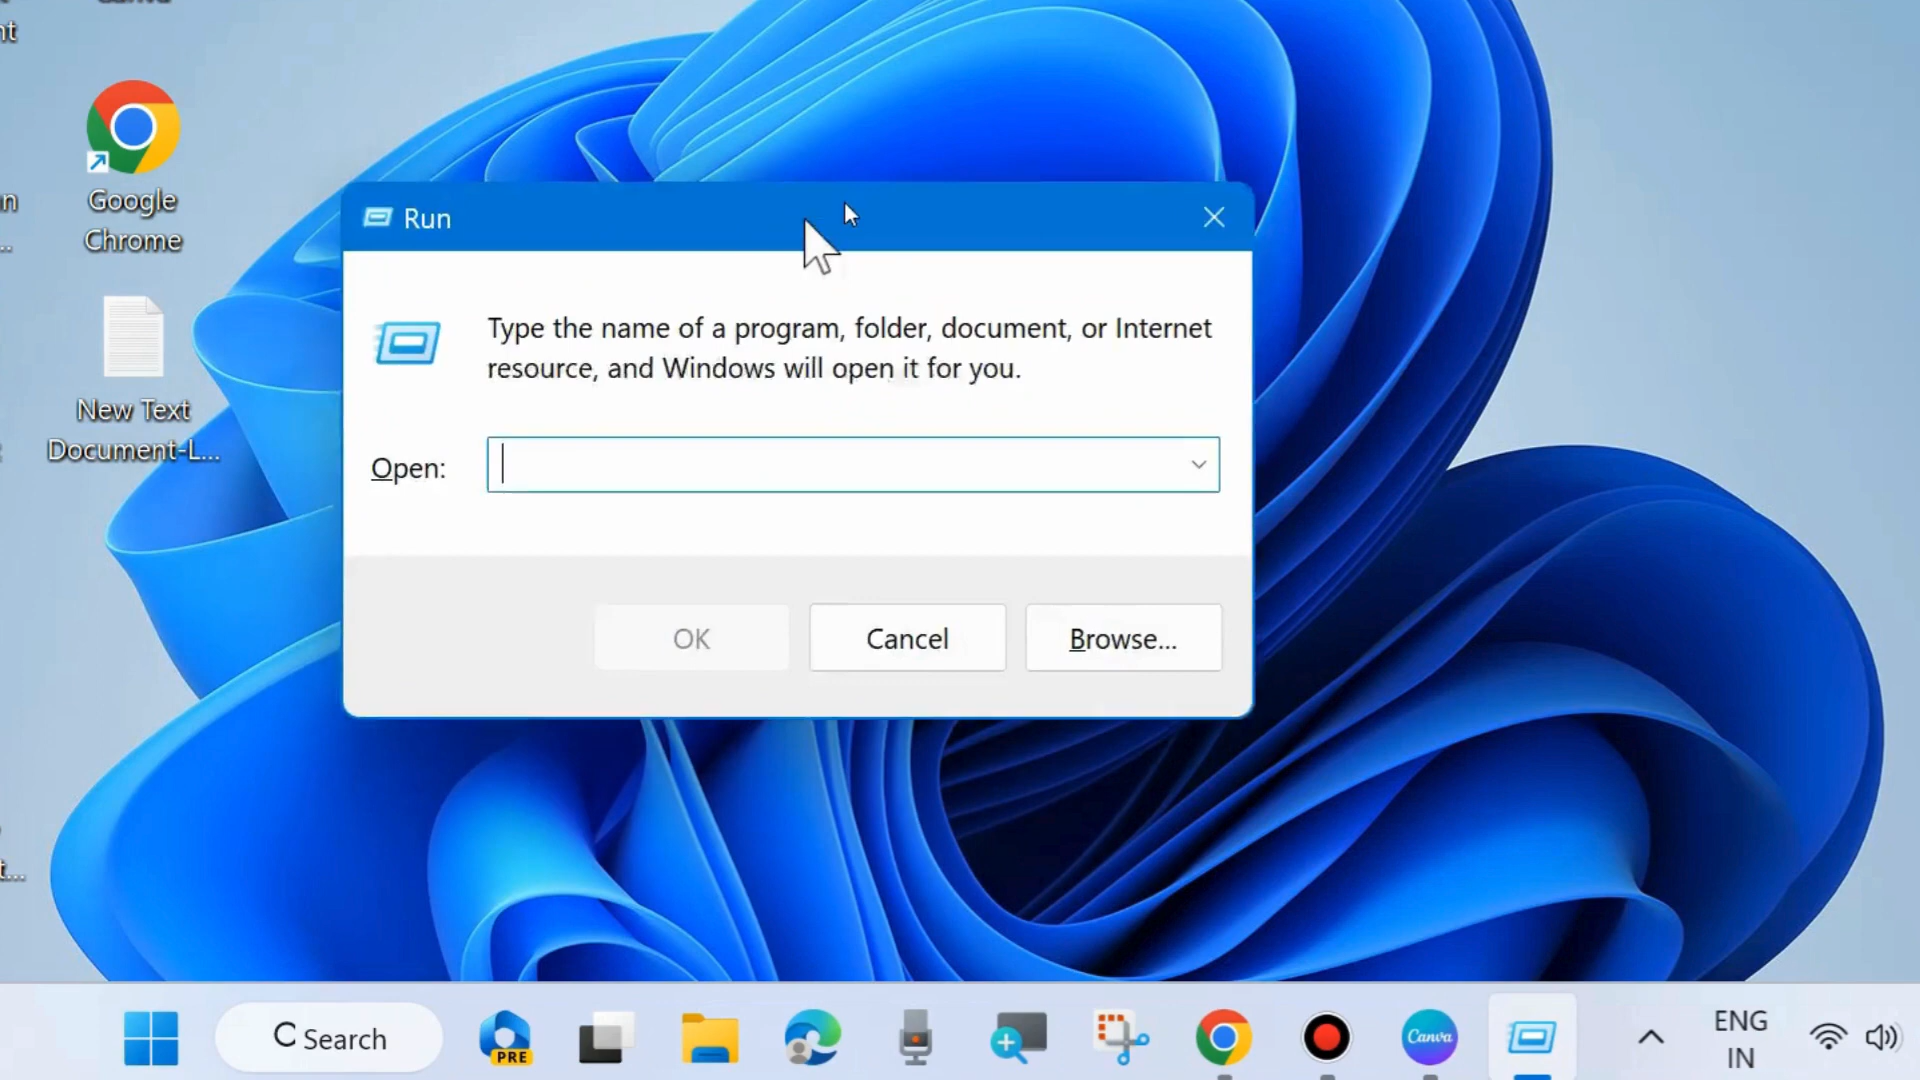 Google
Chrome
New Text
Document-L...
Run
Type the name of a program, folder, document, or Internet
resource, and Windows will open it for you.
Open:
OK
Cancel
Browse...
Search
PRE
Canva
ENG
IN